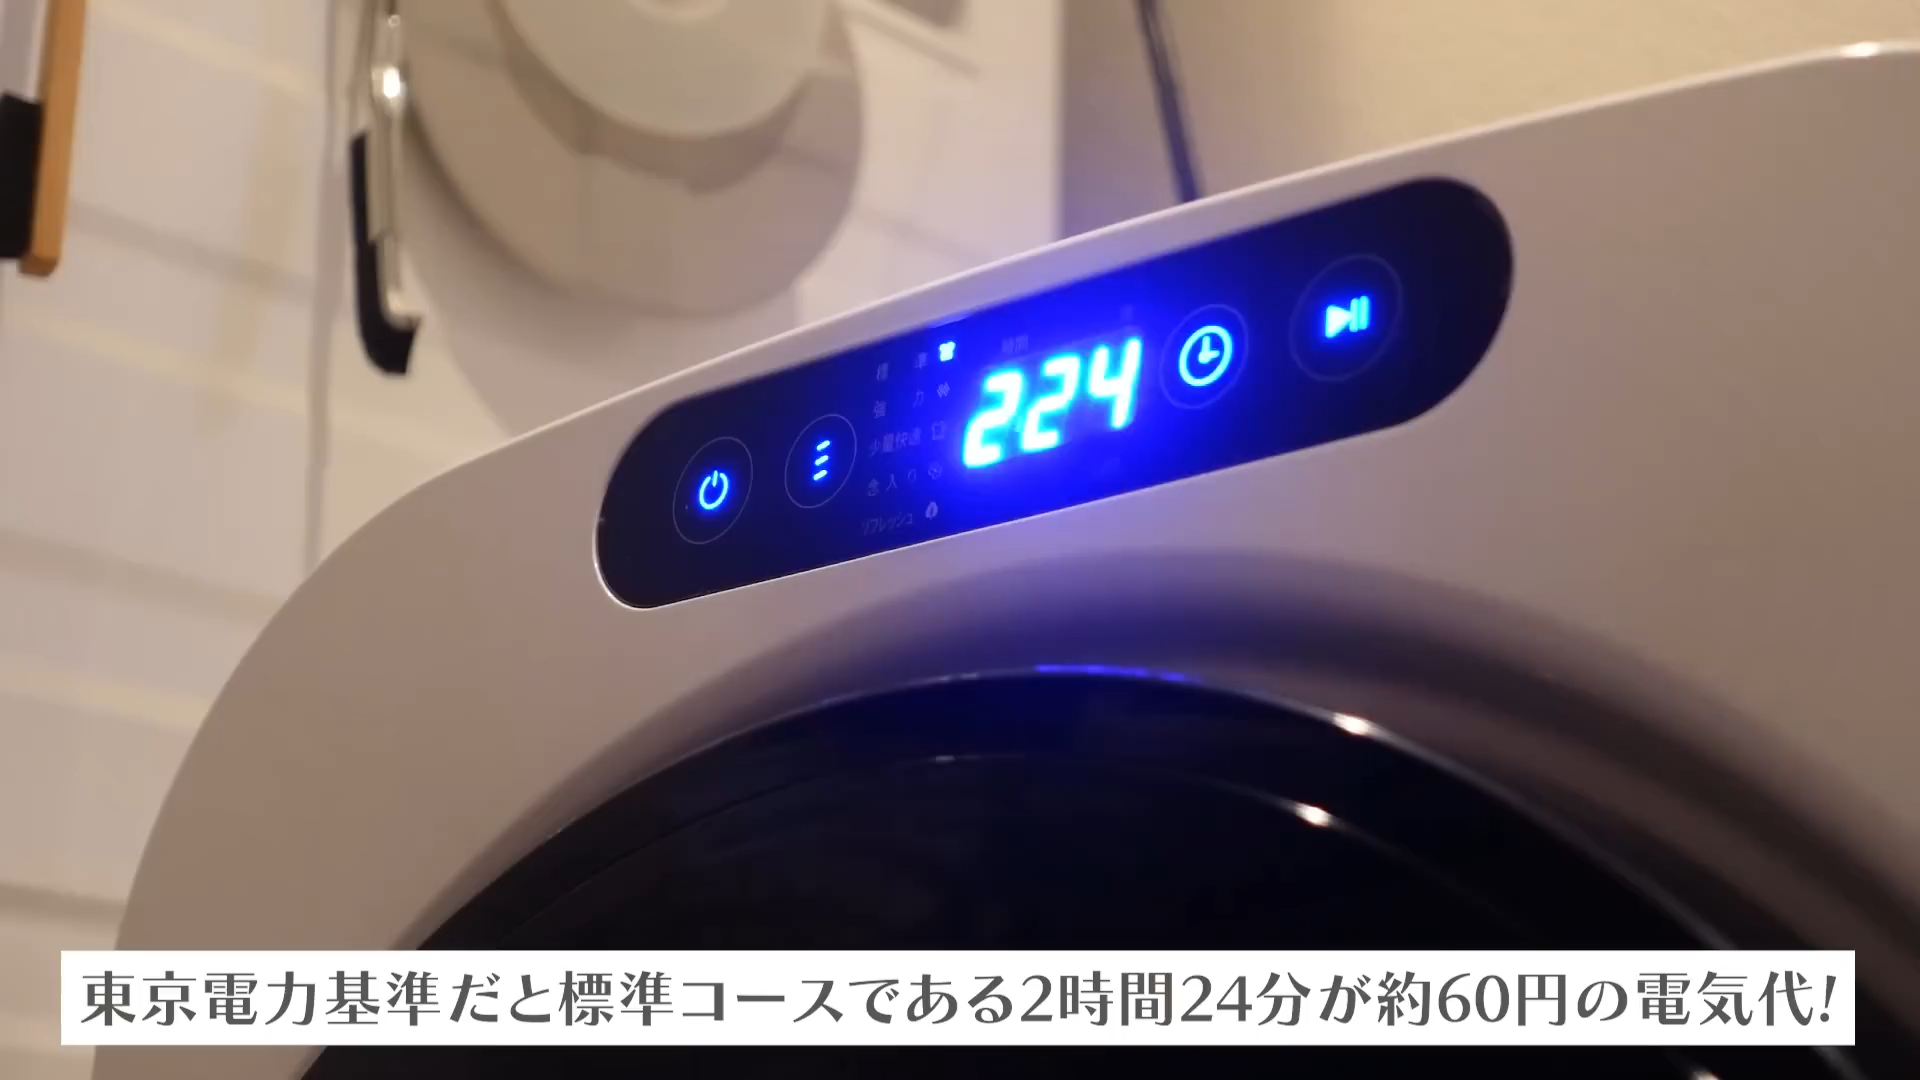 標 準
時間
強 力
少量快適
念入り
リフレッシュ
224
東京電力基準だと標準コースである2時間24分が約60円の電気代!